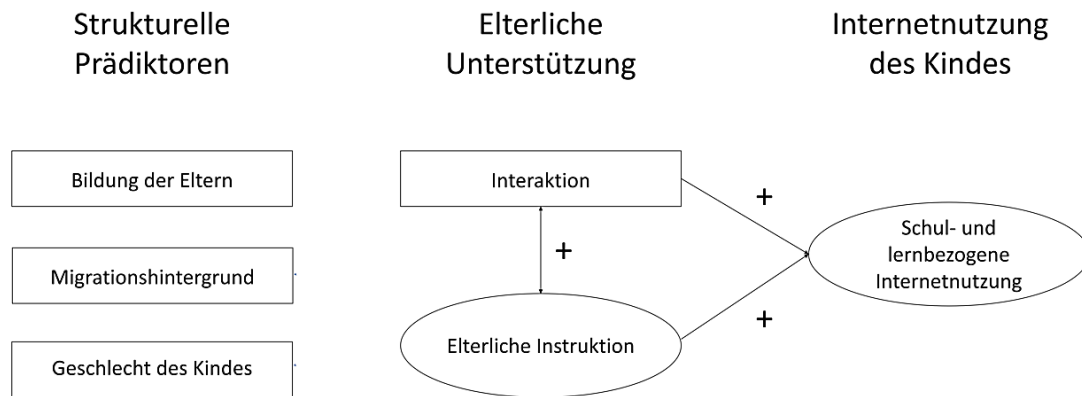 Strukturelle
Prädiktoren
Elterliche
Unterstützung
Internetnutzung
des Kindes
Bildung der Eltern
Migrationshintergrund
Geschlecht des Kindes
Interaktion
+
Elterliche Instruktion
+
+
Schul- und
lernbezogene
Internetnutzung